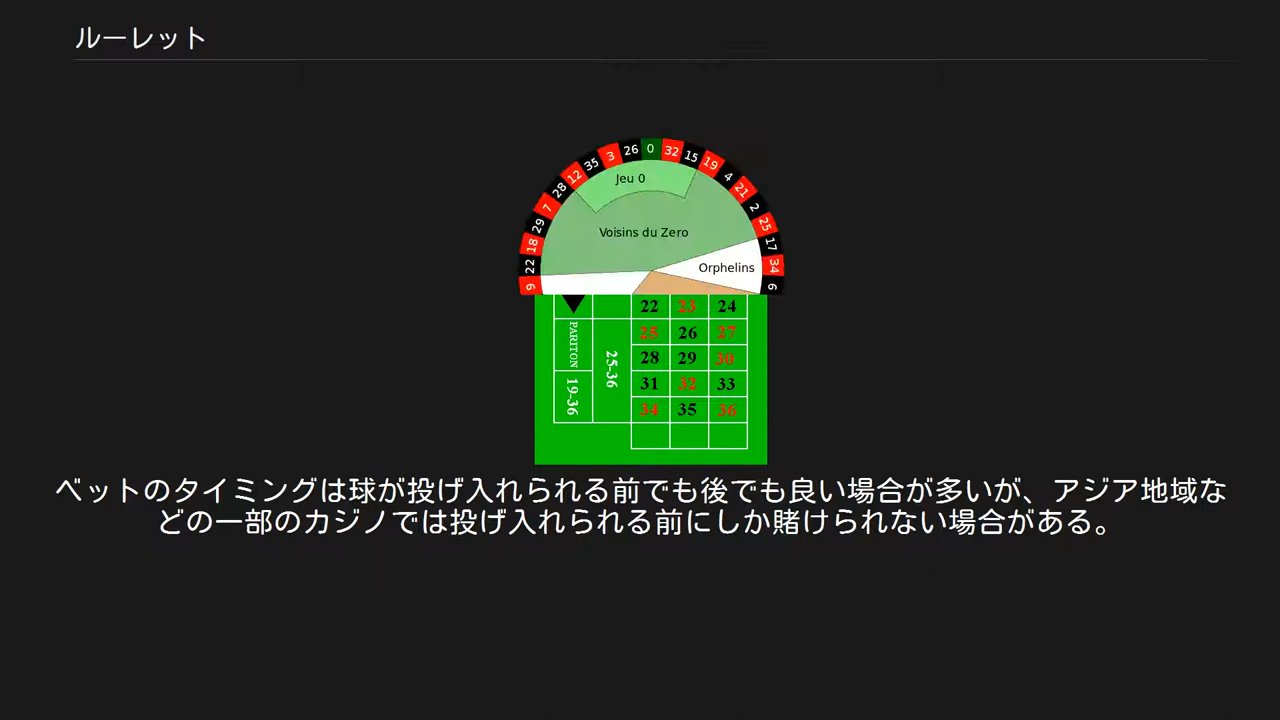 ルーレット
26 0 32
3 15
35 19
12 Jeu 0 4
28 21
7 2
29 Voisins du Zero 25
18 17
22 Orphelins 34
9 6
22 23 24
PARITON 25 26 27
25-36 28 29 30
19-36 31 32 33
34 35 36
ベットのタイミングは球が投げ入れられる前でも後でも良い場合が多いが、アジア地域な
どの一部のカジノでは投げ入れられる前にしか賭けられない場合がある。